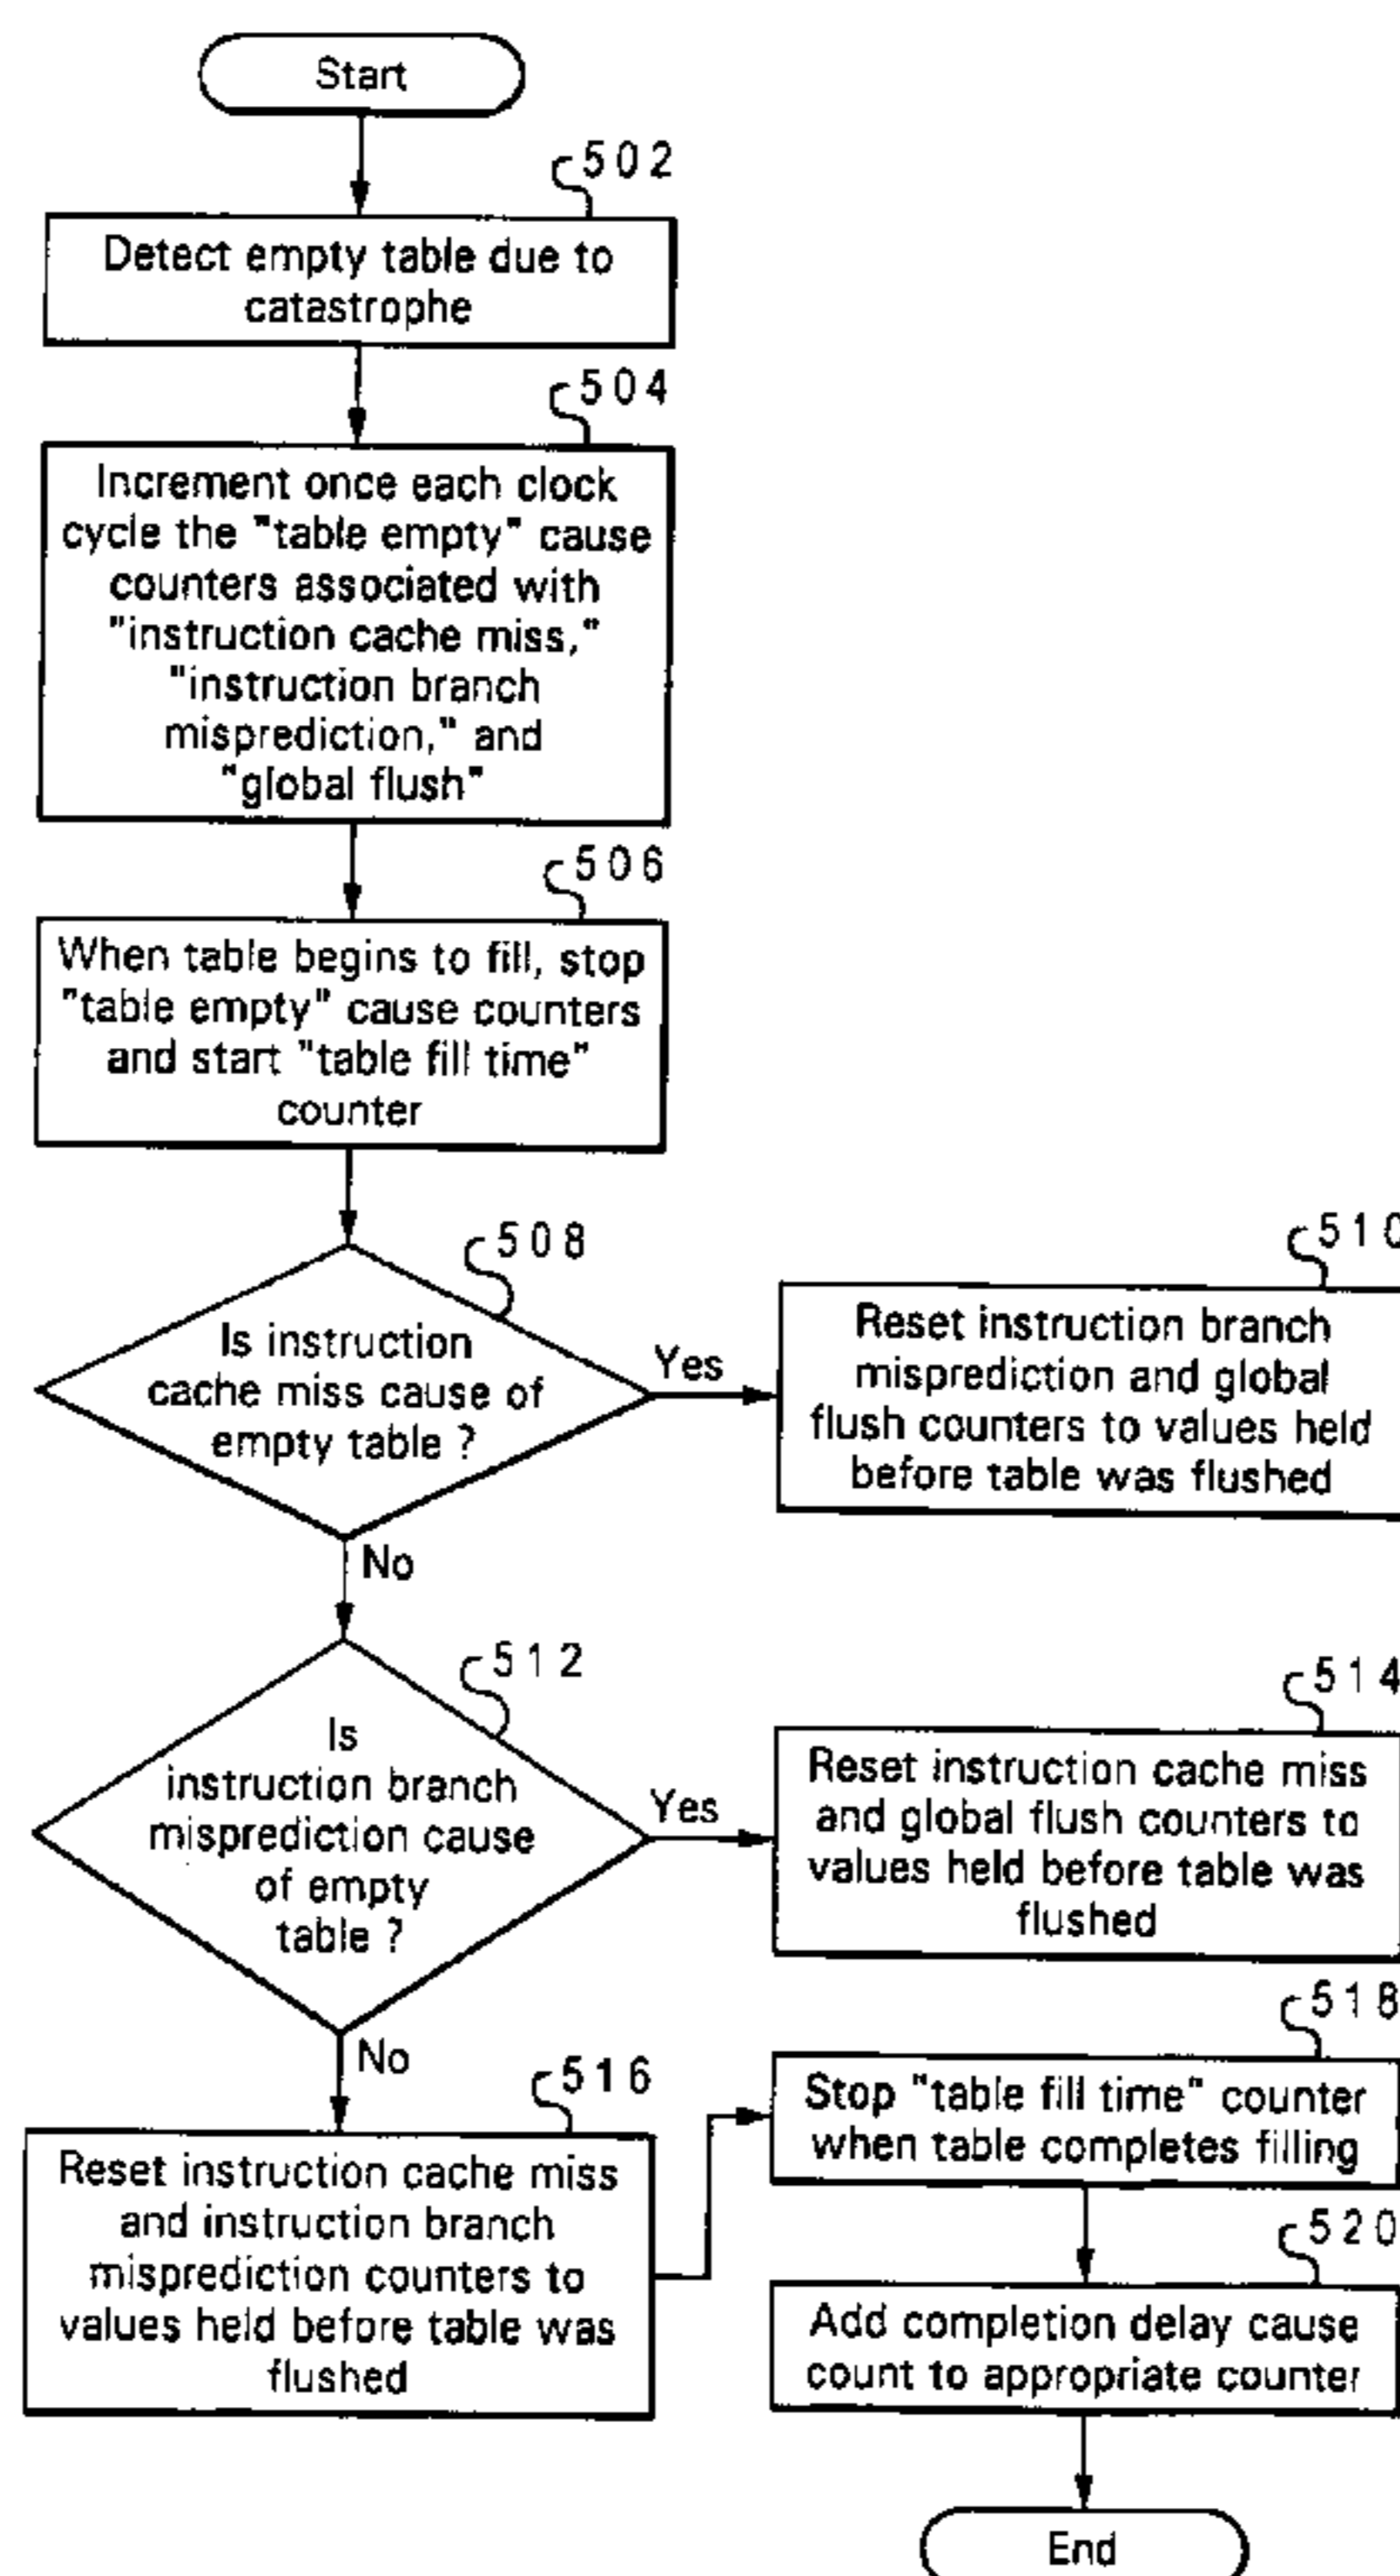 Start
502
Detect empty table due to
catastrophe
504
Increment once each clock
cycle the "table empty" cause
counters associated with
"instruction cache miss,"
"instruction branch
misprediction," and
"global flush"
506
When table begins to fill, stop
"table empty" cause counters
and start "table fill time"
counter
508
Is instruction
cache miss cause of
empty table ?
Yes
510
Reset instruction branch
misprediction and global
flush counters to values held
before table was flushed
No
512
Is
instruction branch
misprediction cause
of empty
table ?
Yes
514
Reset instruction cache miss
and global flush counters to
values held before table was
flushed
No
516
Reset instruction cache miss
and instruction branch
misprediction counters to
values held before table was
flushed
518
Stop "table fill time" counter
when table completes filling
520
Add completion delay cause
count to appropriate counter
End